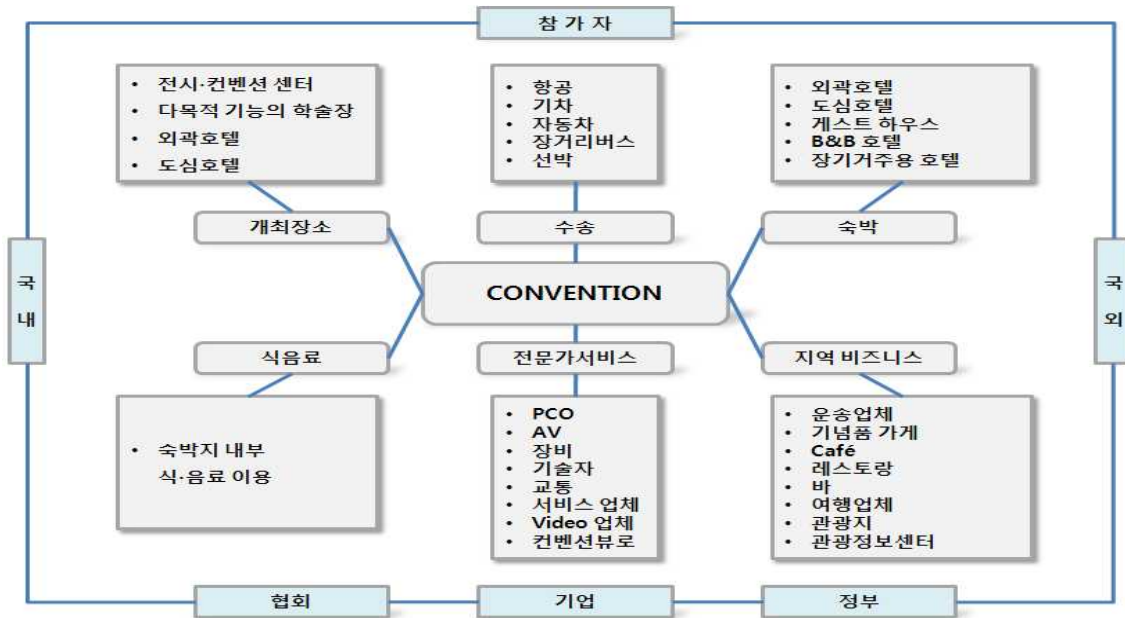 참 가 자
• 전시·컨벤션 센터
• 다목적 기능의 학술장
• 외곽호텔
• 도심호텔
• 항공
• 기차
• 자동차
• 장거리버스
• 선박
• 외곽호텔
• 도심호텔
• 게스트 하우스
• B&B 호텔
• 장기거주용 호텔
개최장소
수송
숙박
국
내
CONVENTION
국
외
식음료
전문가서비스
지역 비즈니스
• 숙박지 내부
식·음료 이용
• PCO
• AV
• 장비
• 기술자
• 교통
• 서비스 업체
• Video 업체
• 컨벤션뷰로
• 운송업체
• 기념품 가게
• Café
• 레스토랑
• 바
• 여행업체
• 관광지
• 관광정보센터
협회
기업
정부